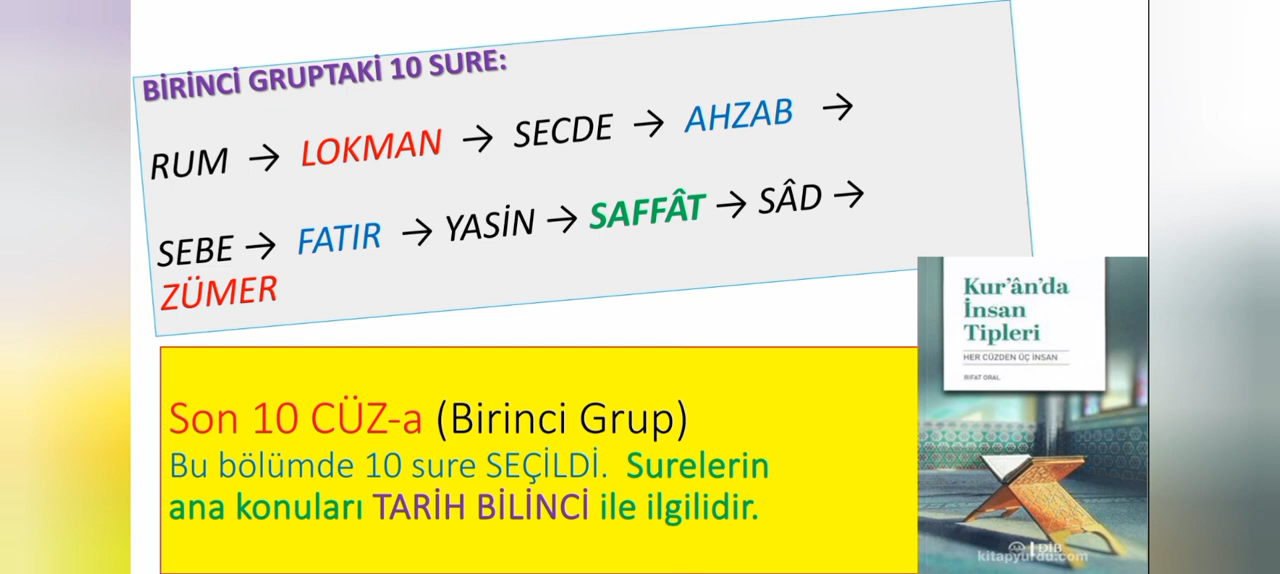 BİRİNCİ GRUPTAKİ 10 SURE:
RUM → LOKMAN → SECDE → AHZAB →
SEBE → FATIR → YASİN → SAFFÂT → SÂD →
ZÜMER
Son 10 CÜZ-a (Birinci Grup)
Bu bölümde 10 sure SEÇİLDİ. Surelerin
ana konuları TARİH BİLİNCİ ile ilgilidir.
Kur'ân'da
İnsan
Tipleri
HER CÜZDEN ÜÇ İNSAN
RIFAT ORAL
DİB
kitapyurdu.com